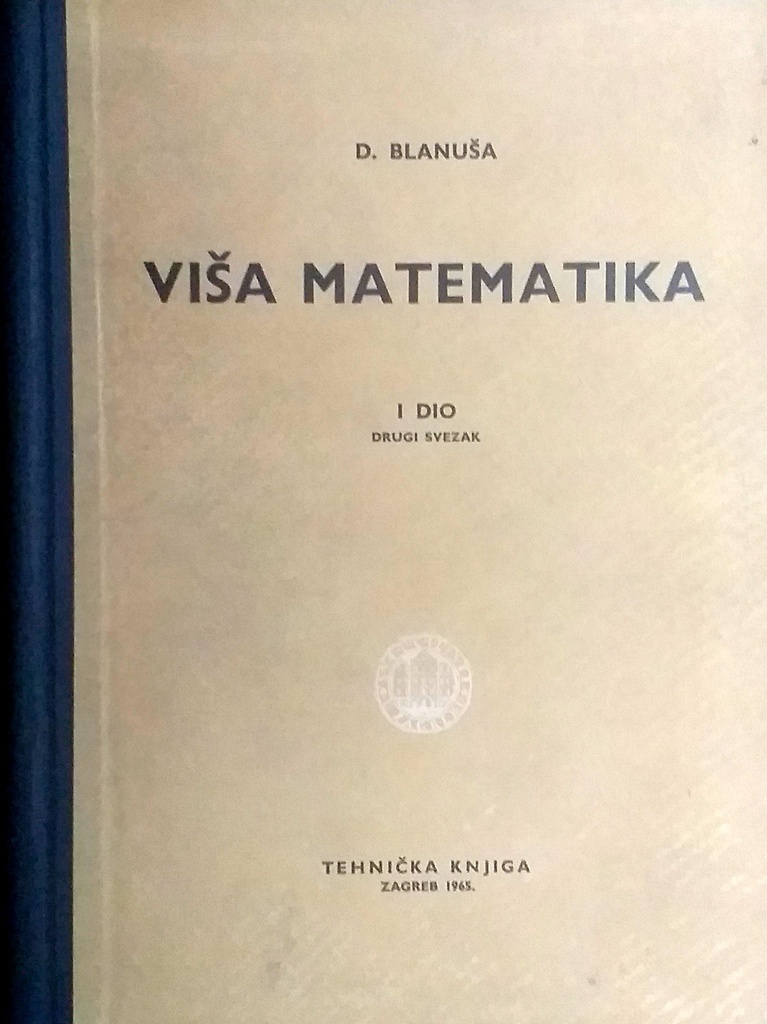 D. BLANUŠA
VIŠA MATEMATIKA
I DIO
DRUGI SVEZAK
TEHNIČKA KNJIGA
ZAGREB 1965.